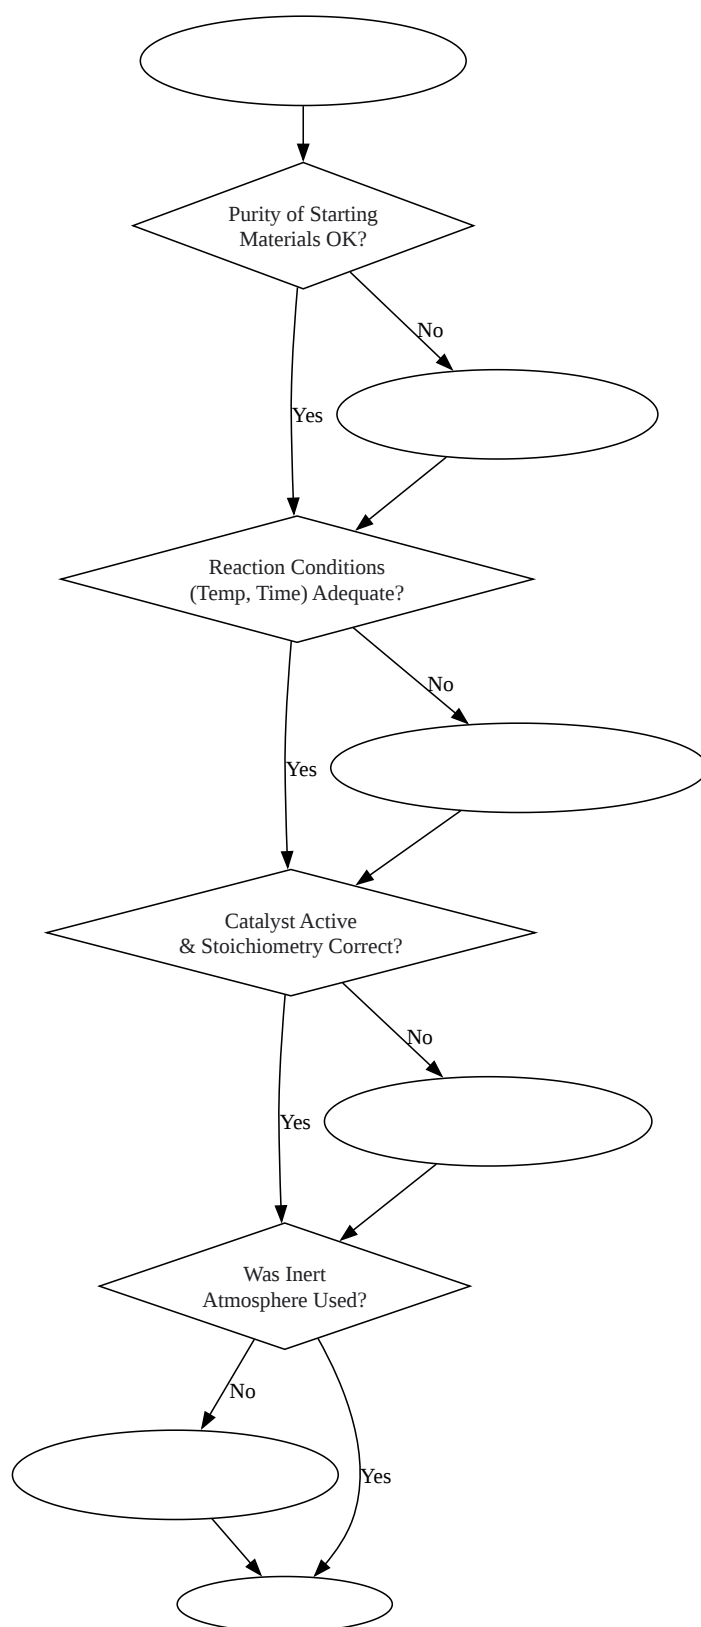 Purity of Starting
Materials OK?
No
Yes
Reaction Conditions
(Temp, Time) Adequate?
No
Yes
Catalyst Active
& Stoichiometry Correct?
No
Yes
Was Inert
Atmosphere Used?
No
Yes